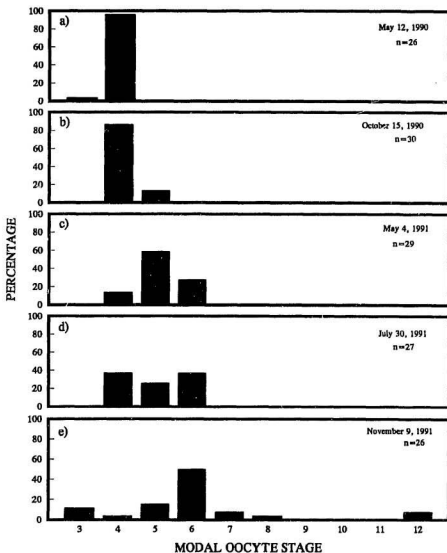 a)
May 12, 1990
n=26
100
80
60
40
20
0
b)
October 15, 1990
n=30
100
80
60
40
20
0
c)
May 4, 1991
n=29
100
80
60
40
20
0
d)
July 30, 1991
n=27
100
80
60
40
20
0
e)
November 9, 1991
n=26
100
80
60
40
20
0
PERCENTAGE
3 4 5 6 7 8 9 10 11 12
MODAL OOCYTE STAGE